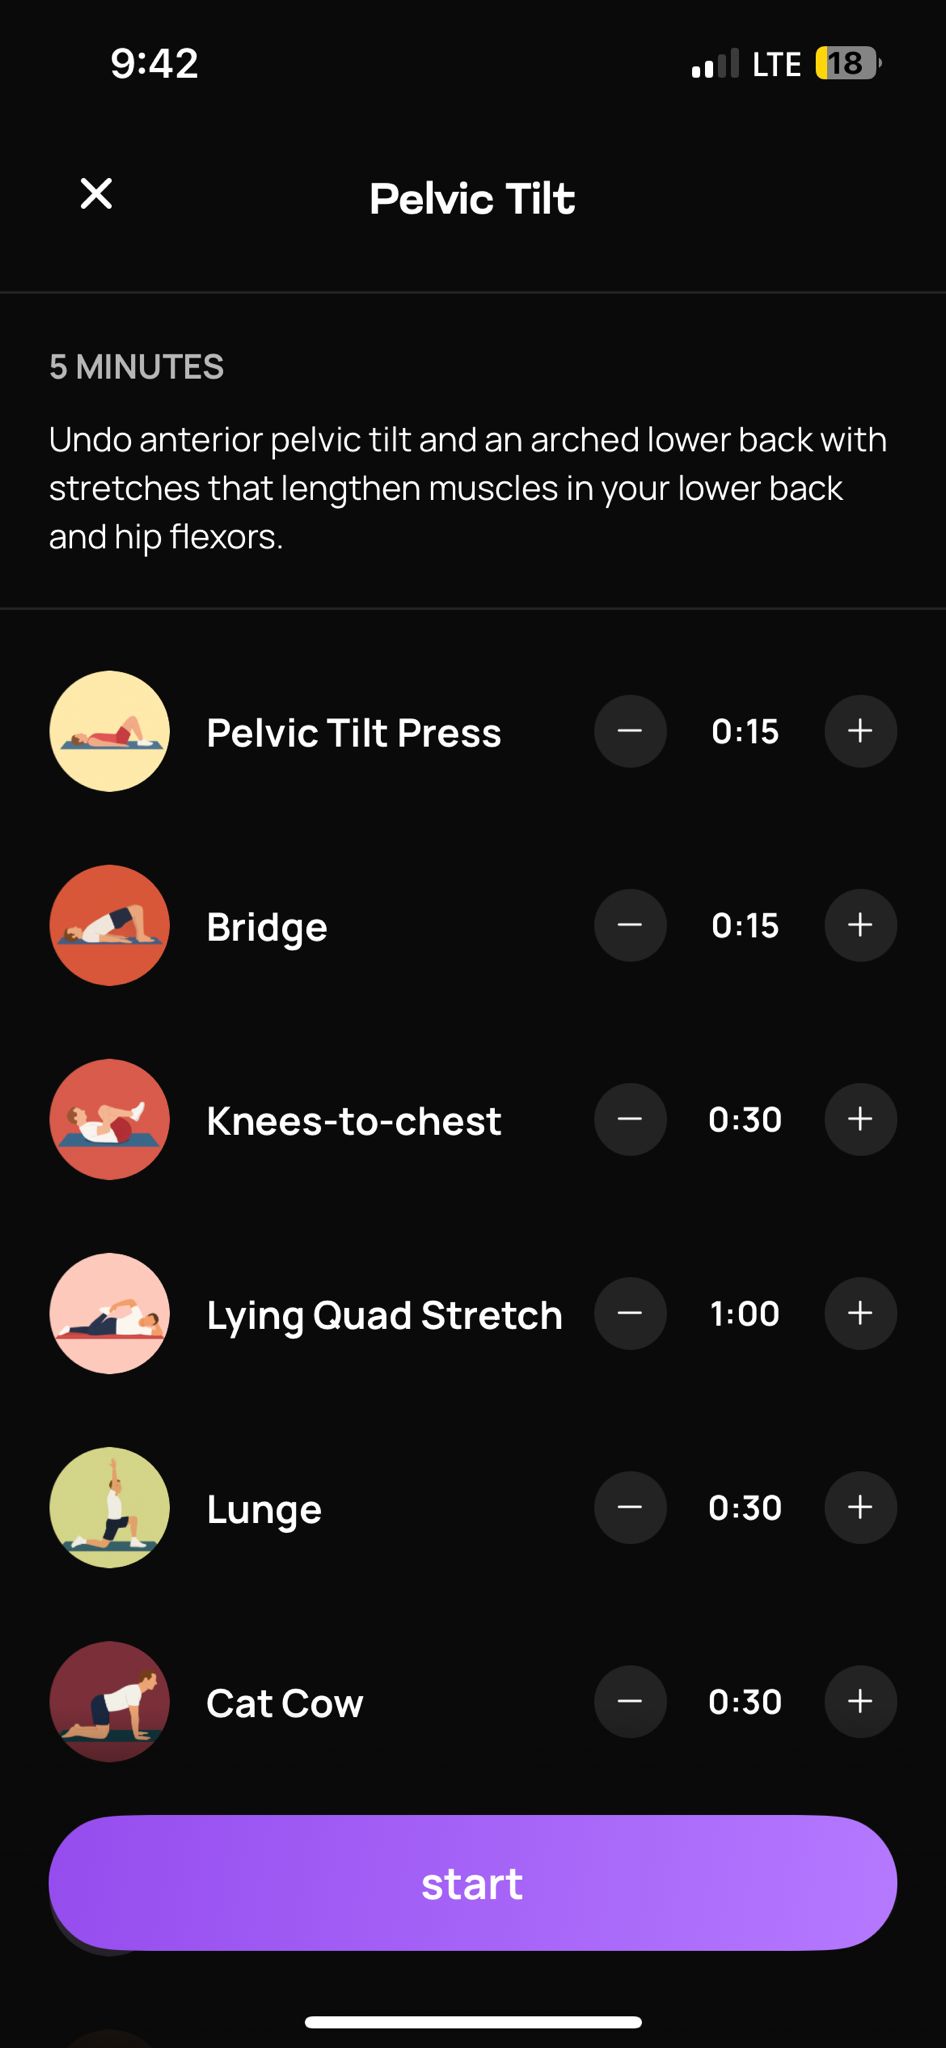 9:42
LTE 18
Pelvic Tilt
5 MINUTES
Undo anterior pelvic tilt and an arched lower back with
stretches that lengthen muscles in your lower back
and hip flexors.
Pelvic Tilt Press − 0:15 +
Bridge − 0:15 +
Knees-to-chest − 0:30 +
Lying Quad Stretch − 1:00 +
Lunge − 0:30 +
Cat Cow − 0:30 +
start